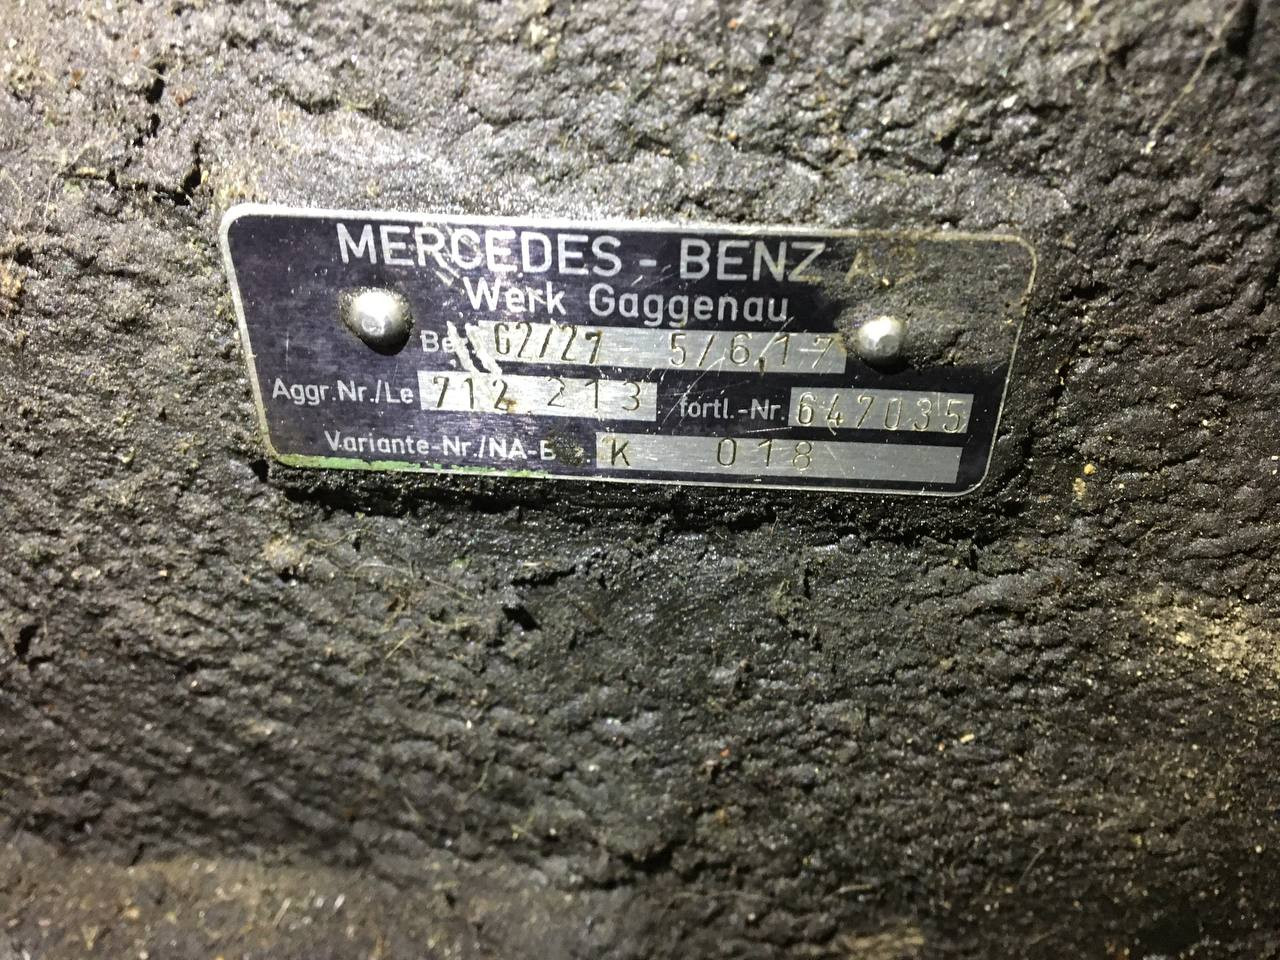 MERCEDES - BENZ AG
Werk Gaggenau
G2/27 5/6,17
Aggr.Nr./Le 712 213 fortl.-Nr. 647035
Variante-Nr./NA-B K 018